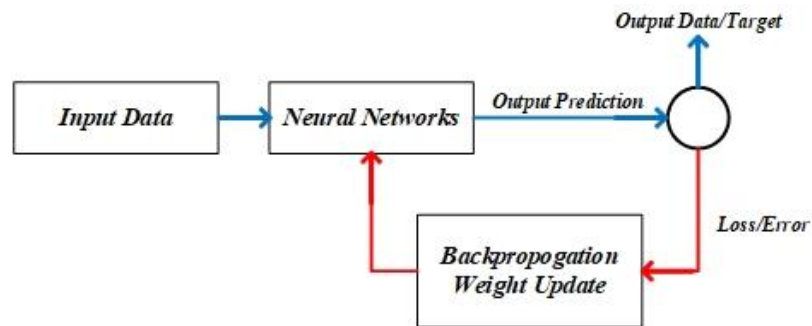 Output Data/Target
Input Data
Neural Networks
Output Prediction
Loss/Error
Backpropogation
Weight Update